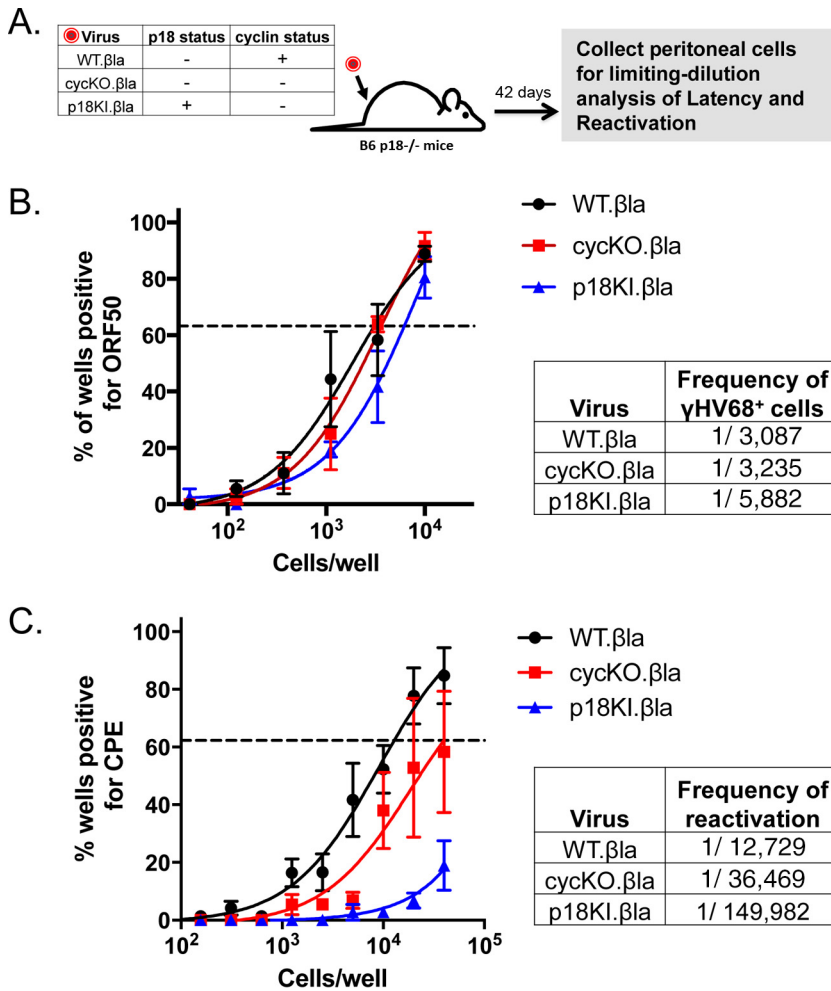 A.
Virus p18 status cyclin status
WT.βla - +
cycKO.βla - -
p18KI.βla + -
B6 p18-/- mice
42 days
Collect peritoneal cells
for limiting-dilution
analysis of Latency and
Reactivation
B.
% of wells positive
for ORF50
100
80
60
40
20
0
10²
10³
10⁴
Cells/well
WT.βla
cycKO.βla
p18KI.βla
Virus Frequency of
γHV68⁺ cells
WT.βla 1/ 3,087
cycKO.βla 1/ 3,235
p18KI.βla 1/ 5,882
C.
% wells positive
for CPE
100
80
60
40
20
0
10²
10³
10⁴
10⁵
Cells/well
WT.βla
cycKO.βla
p18KI.βla
Virus Frequency of
reactivation
WT.βla 1/ 12,729
cycKO.βla 1/ 36,469
p18KI.βla 1/ 149,982